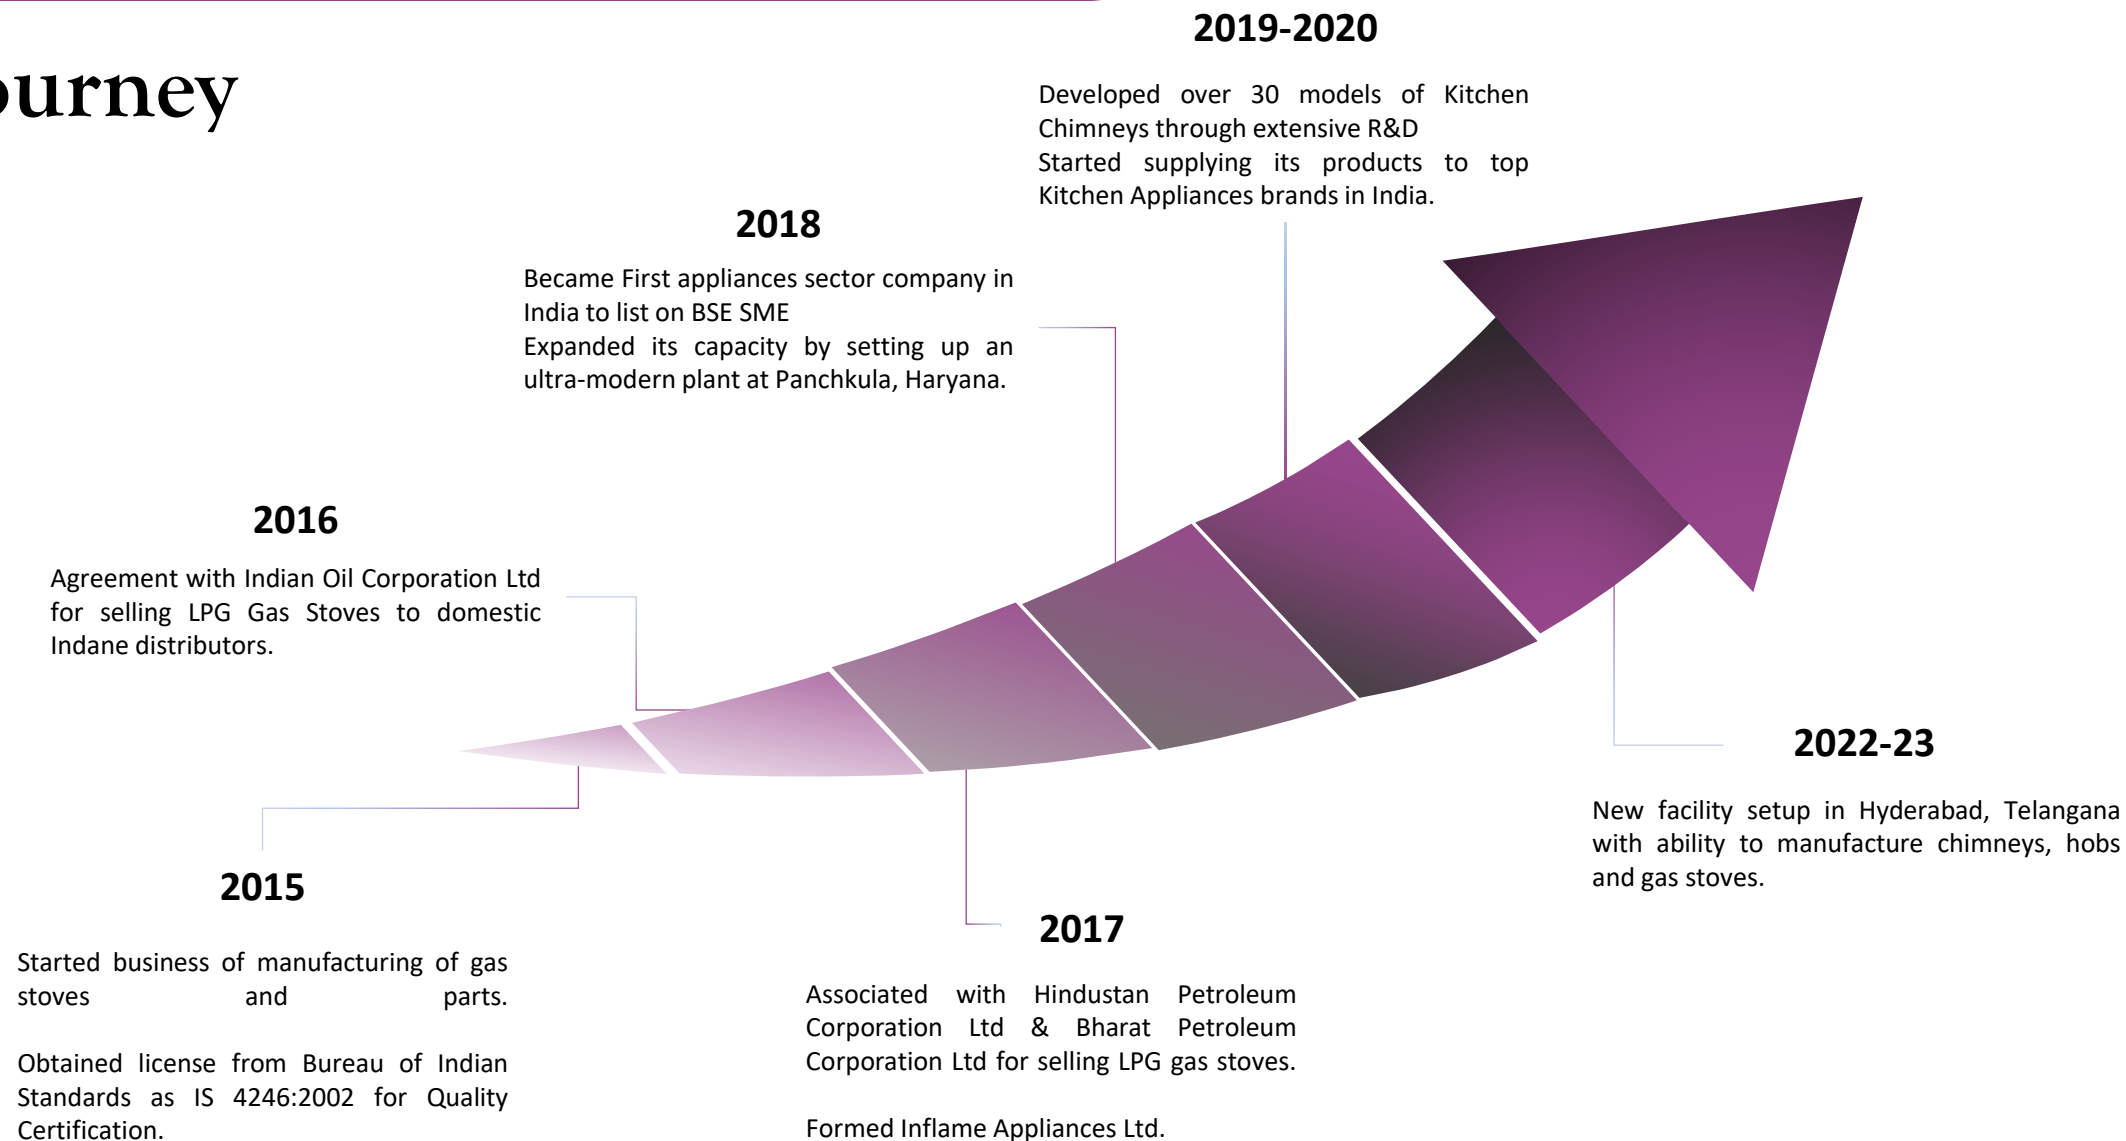 ourney
2019-2020
Developed over 30 models of Kitchen
Chimneys through extensive R&D
Started supplying its products to top
Kitchen Appliances brands in India.
2018
Became First appliances sector company in
India to list on BSE SME
Expanded its capacity by setting up an
ultra-modern plant at Panchkula, Haryana.
2016
Agreement with Indian Oil Corporation Ltd
for selling LPG Gas Stoves to domestic
Indane distributors.
2015
Started business of manufacturing of gas
stoves and parts.
Obtained license from Bureau of Indian
Standards as IS 4246:2002 for Quality
Certification.
2017
Associated with Hindustan Petroleum
Corporation Ltd & Bharat Petroleum
Corporation Ltd for selling LPG gas stoves.
Formed Inflame Appliances Ltd.
2022-23
New facility setup in Hyderabad, Telangana
with ability to manufacture chimneys, hobs
and gas stoves.